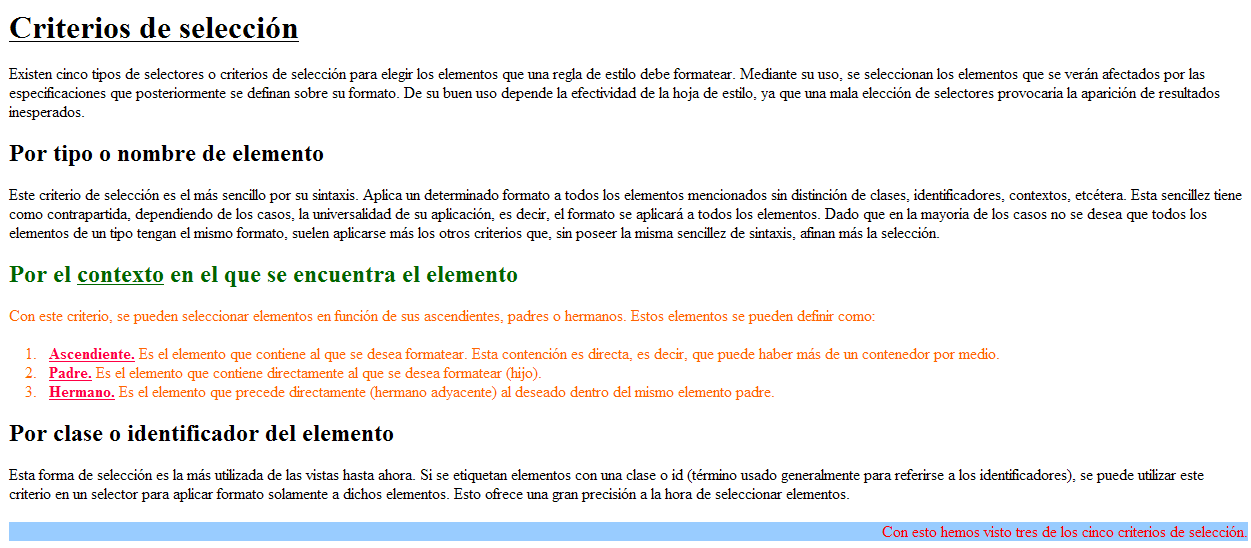 Criterios de selección
Existen cinco tipos de selectores o criterios de selección para elegir los elementos que una regla de estilo debe formatear. Mediante su uso, se seleccionan los elementos que se verán afectados por las
especificaciones que posteriormente se definan sobre su formato. De su buen uso depende la efectividad de la hoja de estilo, ya que una mala elección de selectores provocaria la aparición de resultados
inesperados.
Por tipo o nombre de elemento
Este criterio de selección es el más sencillo por su sintaxis. Aplica un determinado formato a todos los elementos mencionados sin distinción de clases, identificadores, contextos, etcétera. Esta sencillez tiene
como contrapartida, dependiendo de los casos, la universalidad de su aplicación, es decir, el formato se aplicará a todos los elementos. Dado que en la mayoría de los casos no se desea que todos los
elementos de un tipo tengan el mismo formato, suelen aplicarse más los otros criterios que, sin poseer la misma sencillez de sintaxis, afinan más la selección.
Por el contexto en el que se encuentra el elemento
Con este criterio, se pueden seleccionar elementos en función de sus ascendientes, padres o hermanos. Estos elementos se pueden definir como:
1. Ascendiente. Es el elemento que contiene al que se desea formatear. Esta contención es directa, es decir, que puede haber más de un contenedor por medio.
2. Padre. Es el elemento que contiene directamente al que se desea formatear (hijo).
3. Hermano. Es el elemento que precede directamente (hermano adyacente) al deseado dentro del mismo elemento padre.
Por clase o identificador del elemento
Esta forma de selección es la más utilizada de las vistas hasta ahora. Si se etiquetan elementos con una clase o id (término usado generalmente para referirse a los identificadores), se puede utilizar este
criterio en un selector para aplicar formato solamente a dichos elementos. Esto ofrece una gran precisión a la hora de seleccionar elementos.
Con esto hemos visto tres de los cinco criterios de selección.